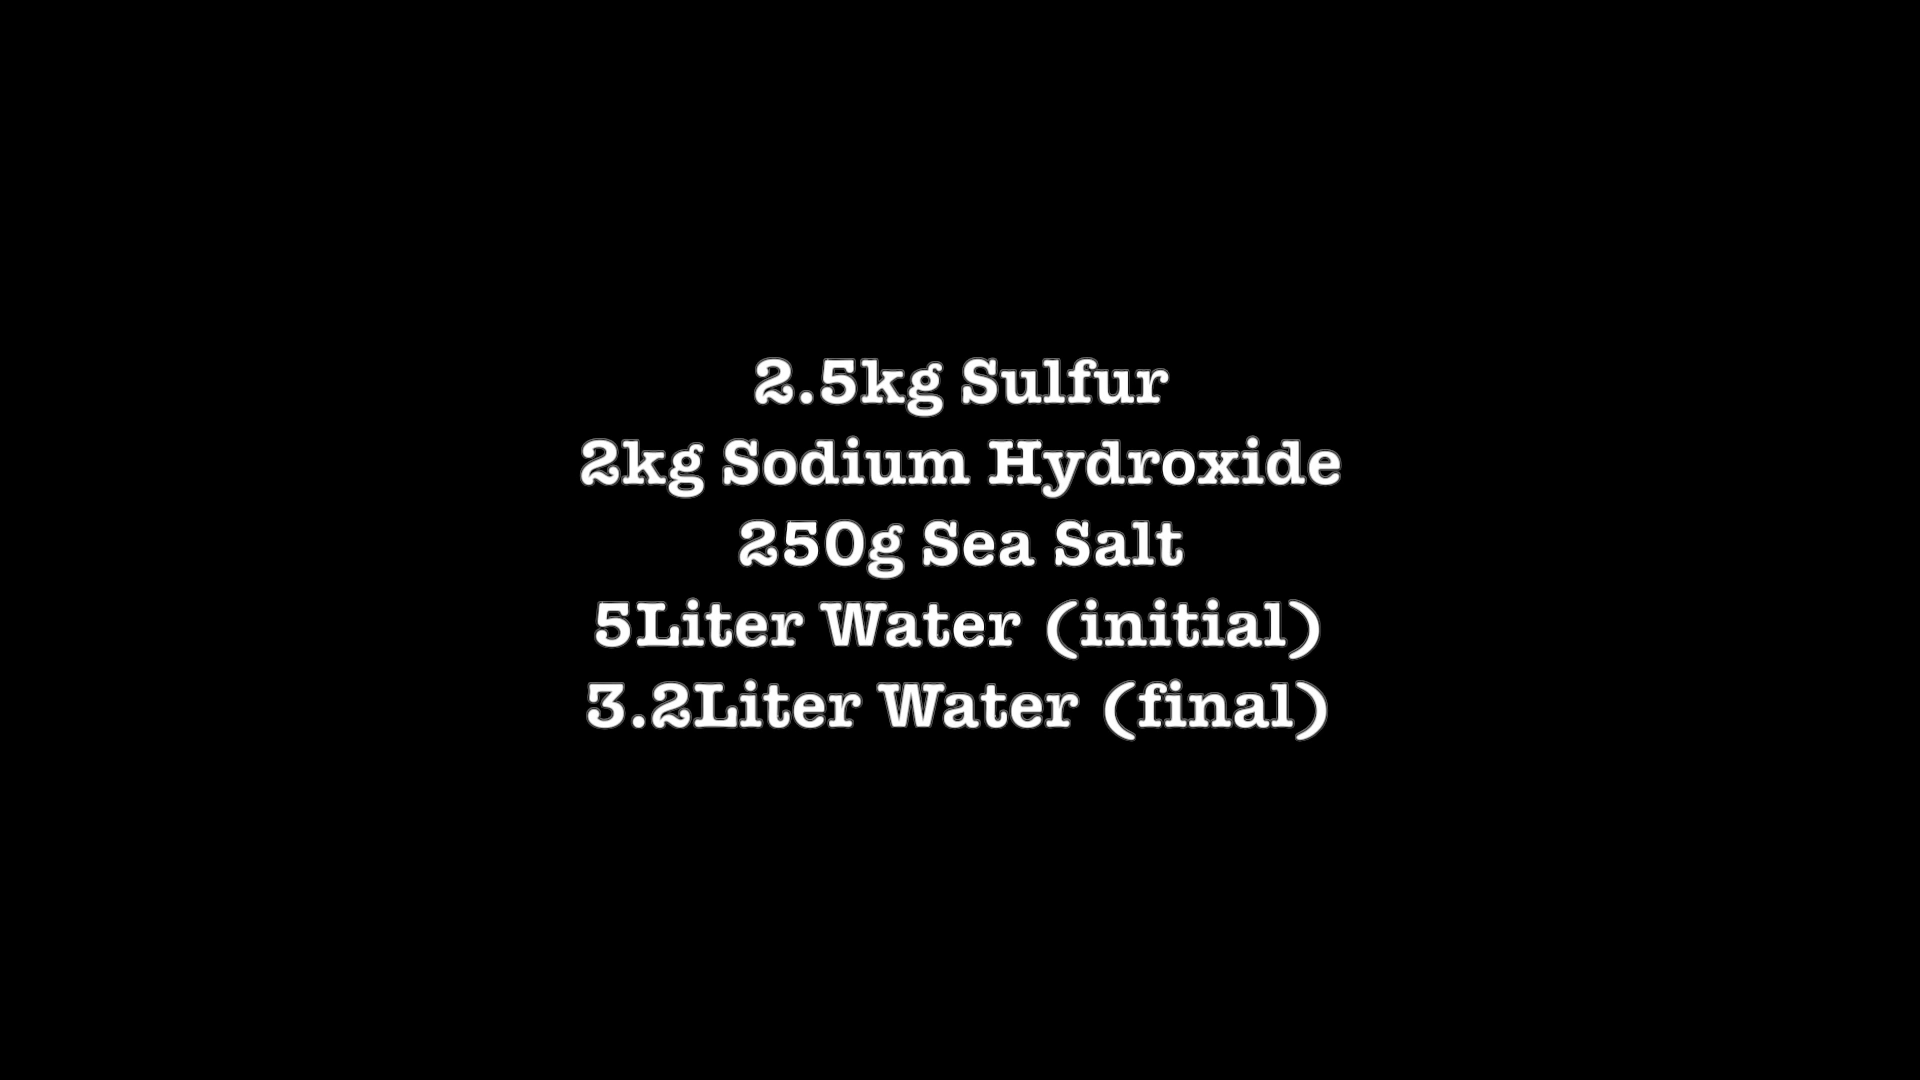 2.5kg Sulfur
2kg Sodium Hydroxide
250g Sea Salt
5Liter Water (initial)
3.2Liter Water (final)